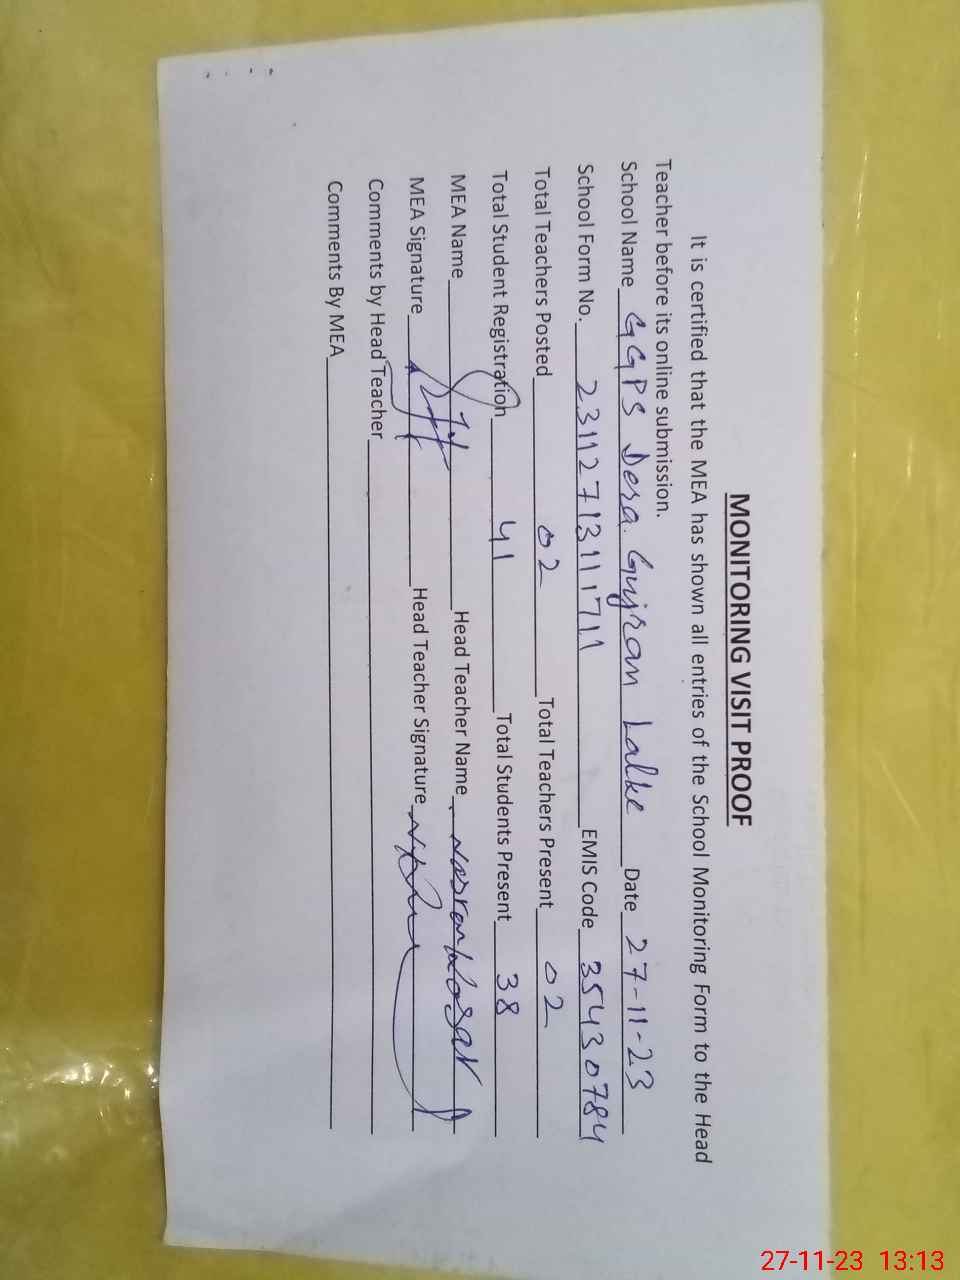 MONITORING VISIT PROOF
It is certified that the MEA has shown all entries of the School Monitoring Form to the Head
Teacher before its online submission.
School Name GGPS Dera Gujran Lalke Date 27-11-23
School Form No. 231127131111711 EMIS Code 35430784
Total Teachers Posted 02 Total Teachers Present 02
Total Student Registration 41 Total Students Present 38
MEA Name Head Teacher Name
MEA Signature Head Teacher Signature
Comments by Head Teacher
Comments By MEA
27-11-23 13:13